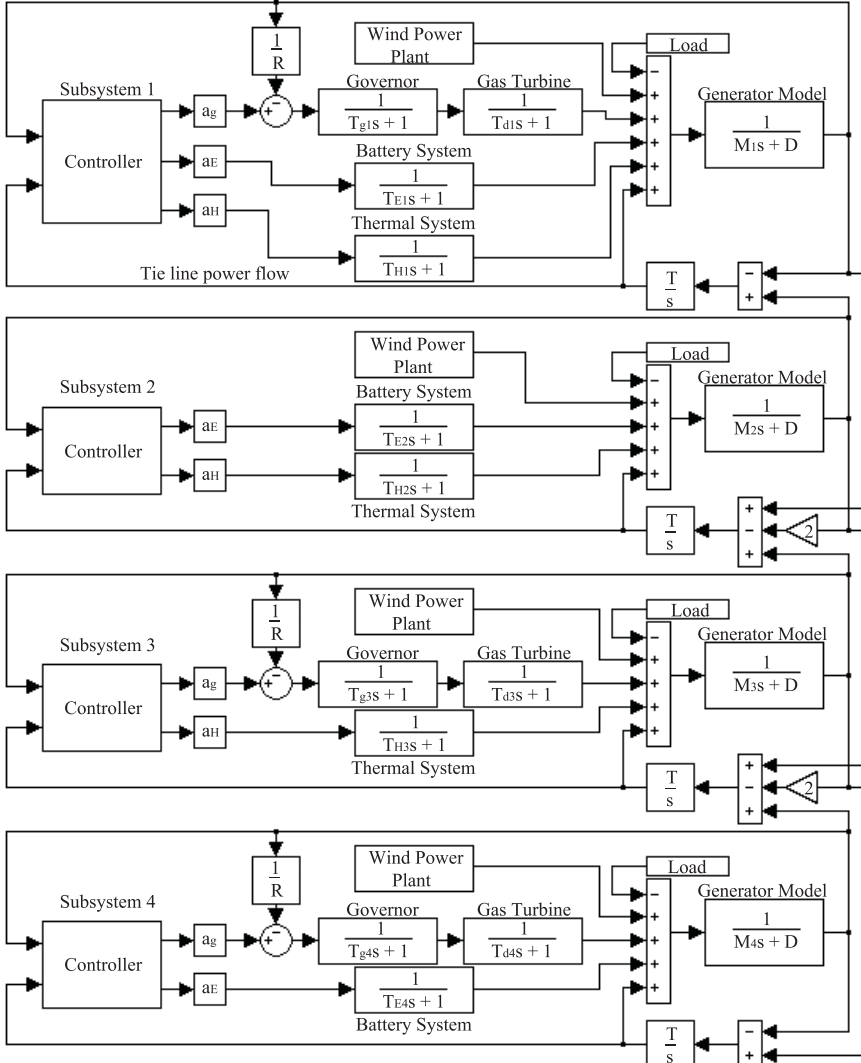 1
R
Wind Power
Plant
Load
Subsystem 1
Governor
Gas Turbine
Generator Model
Controller
ag
+
−
1
Tg1s + 1
1
Td1s + 1
−
+
+
+
+
+
1
M1s + D
Battery System
aE
1
TE1s + 1
Thermal System
aH
1
TH1s + 1
Tie line power flow
T
s
−
+
Wind Power
Plant
Load
Subsystem 2
Battery System
Generator Model
Controller
aE
1
TE2s + 1
−
+
+
+
+
1
M2s + D
aH
1
TH2s + 1
Thermal System
T
s
+
−
+
2
1
R
Wind Power
Plant
Load
Subsystem 3
Governor
Gas Turbine
Generator Model
Controller
ag
+
−
1
Tg3s + 1
1
Td3s + 1
−
+
+
+
+
1
M3s + D
aH
1
TH3s + 1
Thermal System
T
s
+
−
+
2
1
R
Wind Power
Plant
Load
Subsystem 4
Governor
Gas Turbine
Generator Model
Controller
ag
+
−
1
Tg4s + 1
1
Td4s + 1
−
+
+
+
+
1
M4s + D
aE
1
TE4s + 1
Battery System
T
s
−
+